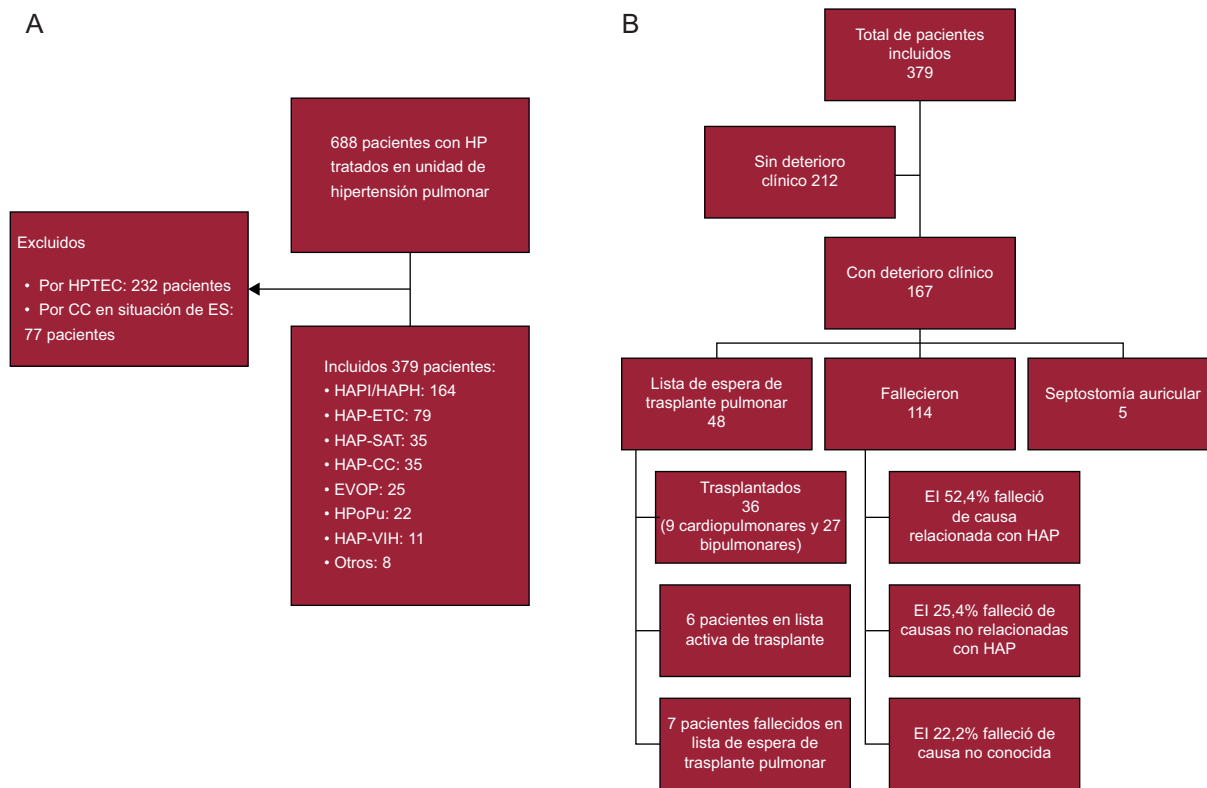 A
688 pacientes con HP
tratados en unidad de
hipertensión pulmonar
Excluidos
• Por HPTEC: 232 pacientes
• Por CC en situación de ES:
77 pacientes
Incluidos 379 pacientes:
• HAPI/HAPH: 164
• HAP-ETC: 79
• HAP-SAT: 35
• HAP-CC: 35
• EVOP: 25
• HPoPu: 22
• HAP-VIH: 11
• Otros: 8
B
Total de pacientes
incluidos
379
Sin deterioro
clínico 212
Con deterioro clínico
167
Lista de espera de
trasplante pulmonar
48
Fallecieron
114
Septostomía auricular
5
Trasplantados
36
(9 cardiopulmonares y 27
bipulmonares)
6 pacientes en lista
activa de trasplante
7 pacientes fallecidos en
lista de espera de
trasplante pulmonar
El 52,4% falleció
de causa
relacionada con HAP
El 25,4% falleció de
causas no relacionadas
con HAP
El 22,2% falleció de
causa no conocida